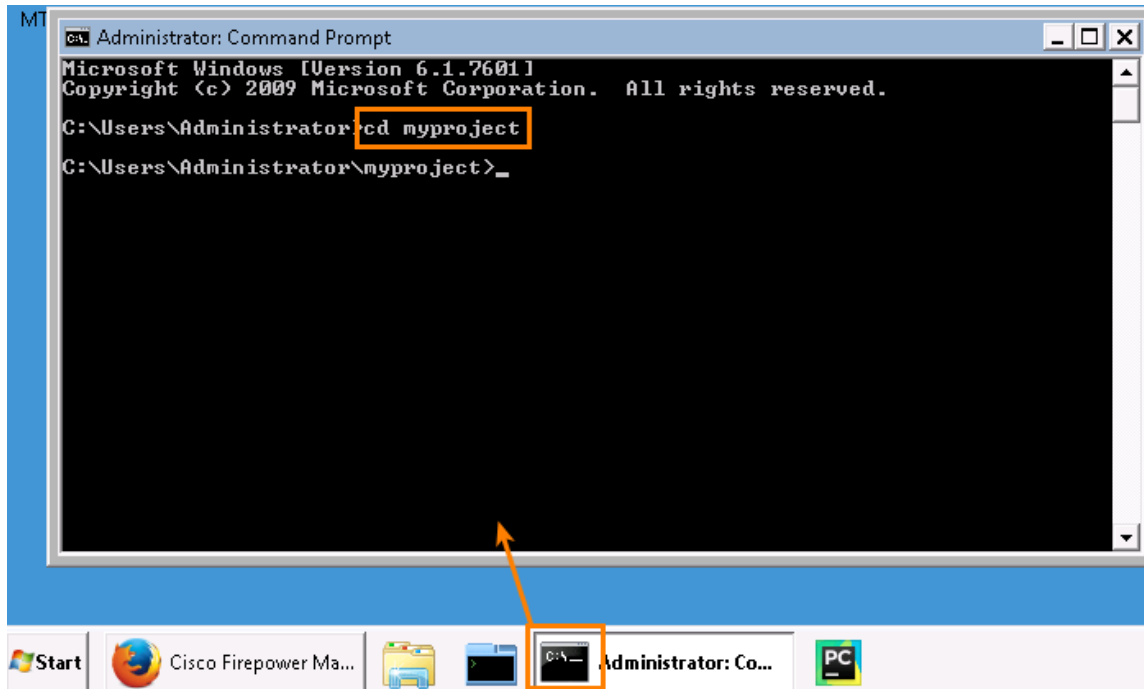 MT
Administrator: Command Prompt
Microsoft Windows [Version 6.1.7601]
Copyright (c) 2009 Microsoft Corporation.  All rights reserved.
C:\Users\Administrator>cd myproject
C:\Users\Administrator\myproject>_
Start
Cisco Firepower Ma...
C:\_
Administrator: Co...
PC